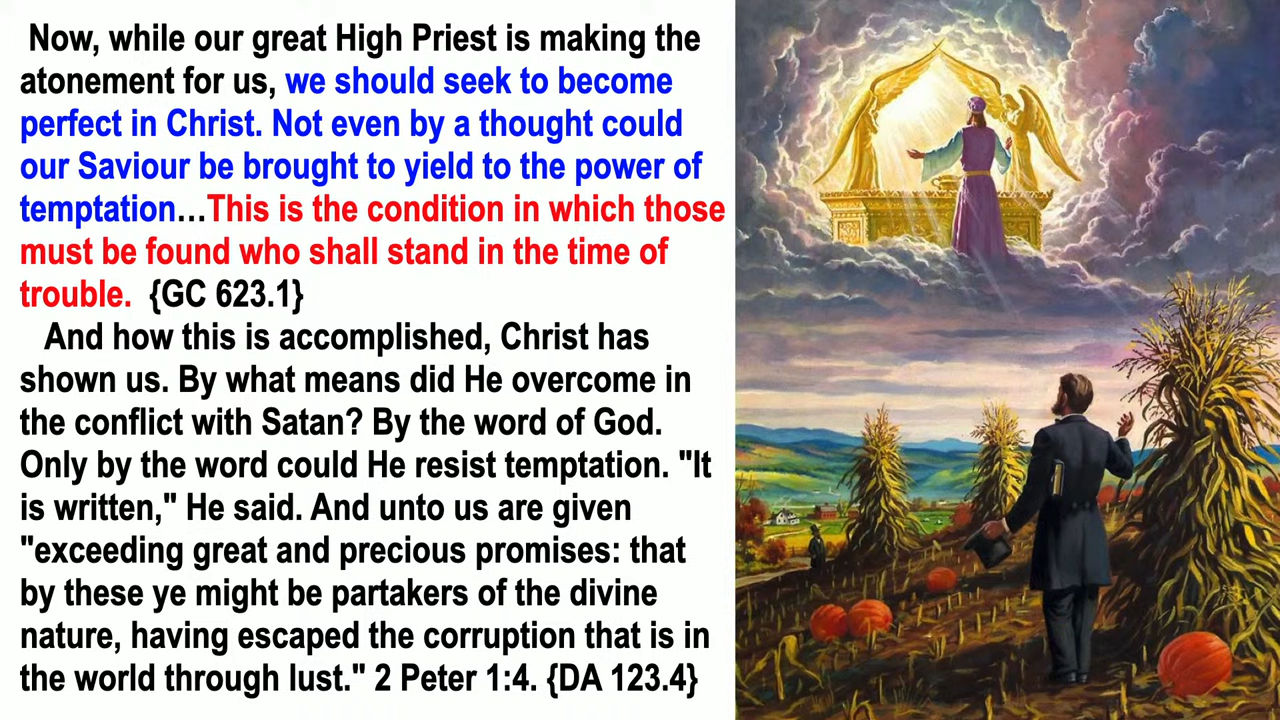 Now, while our great High Priest is making the
atonement for us, we should seek to become
perfect in Christ. Not even by a thought could
our Saviour be brought to yield to the power of
temptation…This is the condition in which those
must be found who shall stand in the time of
trouble. {GC 623.1}
And how this is accomplished, Christ has
shown us. By what means did He overcome in
the conflict with Satan? By the word of God.
Only by the word could He resist temptation. "It
is written," He said. And unto us are given
"exceeding great and precious promises: that
by these ye might be partakers of the divine
nature, having escaped the corruption that is in
the world through lust." 2 Peter 1:4. {DA 123.4}